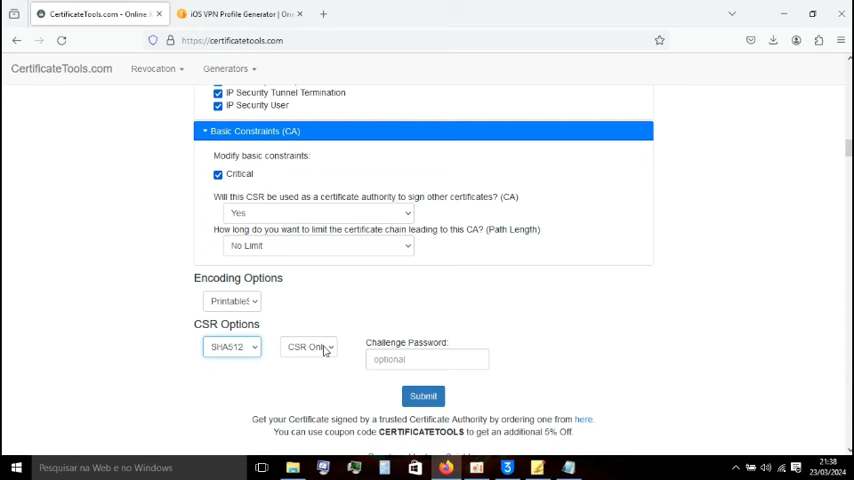 CertificateTools.com - Online X
iOS VPN Profile Generator | One
https://certificatetools.com
CertificateTools.com Revocation Generators
IP Security Tunnel Termination
IP Security User
Basic Constraints (CA)
Modify basic constraints:
Critical
Will this CSR be used as a certificate authority to sign other certificates? (CA)
Yes
How long do you want to limit the certificate chain leading to this CA? (Path Length)
No Limit
Encoding Options
PrintableS
CSR Options
SHA512 CSR Onl
Challenge Password:
optional
Submit
Get your Certificate signed by a trusted Certificate Authority by ordering one from here.
You can use coupon code CERTIFICATETOOLS to get an additional 5% Off.
Pesquisar na Web e no Windows
21:38
23/03/2024